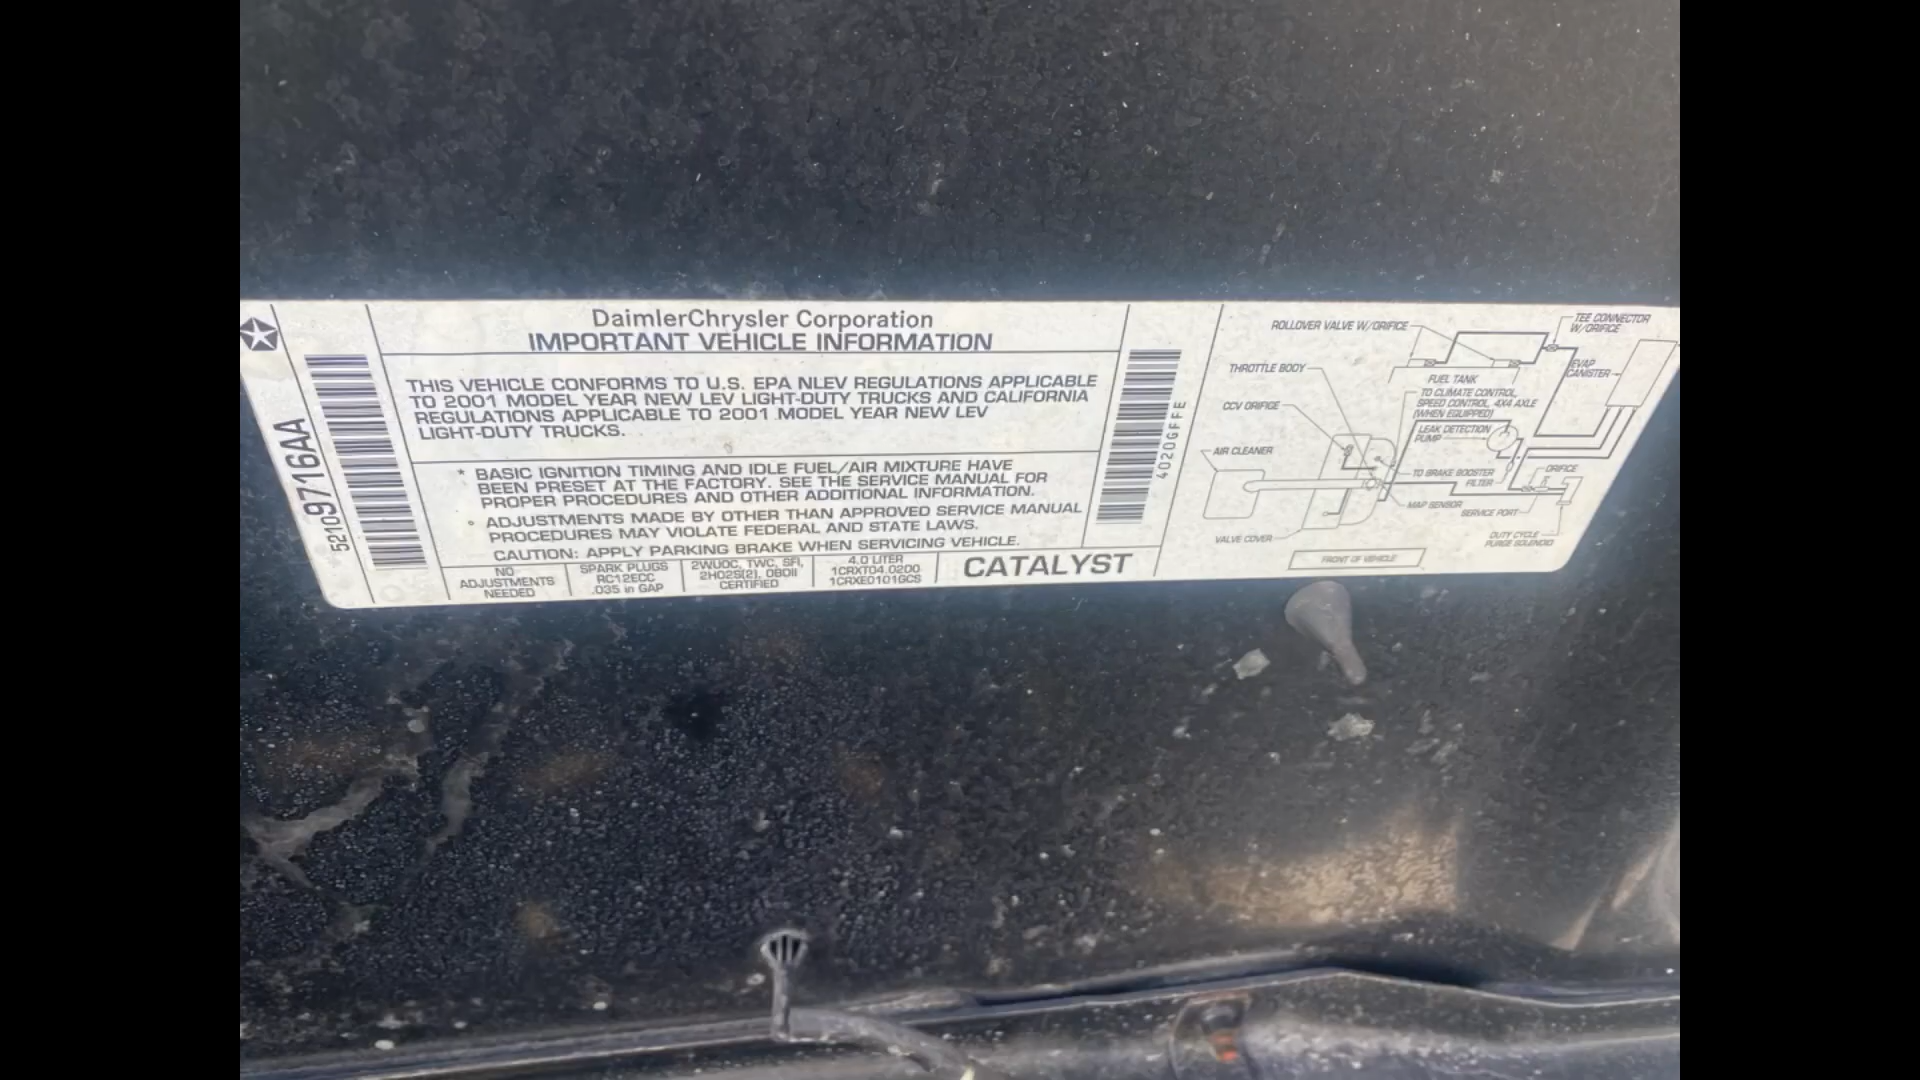 52109716AA
DaimlerChrysler Corporation
IMPORTANT VEHICLE INFORMATION
THIS VEHICLE CONFORMS TO U.S. EPA NLEV REGULATIONS APPLICABLE
TO 2001 MODEL YEAR NEW LEV LIGHT-DUTY TRUCKS AND CALIFORNIA
REGULATIONS APPLICABLE TO 2001 MODEL YEAR NEW LEV
LIGHT-DUTY TRUCKS.
* BASIC IGNITION TIMING AND IDLE FUEL/AIR MIXTURE HAVE
BEEN PRESET AT THE FACTORY. SEE THE SERVICE MANUAL FOR
PROPER PROCEDURES AND OTHER ADDITIONAL INFORMATION.
* ADJUSTMENTS MADE BY OTHER THAN APPROVED SERVICE MANUAL
PROCEDURES MAY VIOLATE FEDERAL AND STATE LAWS.
CAUTION: APPLY PARKING BRAKE WHEN SERVICING VEHICLE.
NO
ADJUSTMENTS
NEEDED
SPARK PLUGS
RC12ECC
.035 in GAP
2WUOC, TWC, SFI,
2HO2S(2), OBDII
CERTIFIED
4.0 LITER
1CRXT04.0200
1CRXE0101GCS
CATALYST
4020GFFE
ROLLOVER VALVE W/ORIFICE
TEE CONNECTOR
W/ORIFICE
THROTTLE BODY
FUEL TANK
EVAP
CANISTER
TO CLIMATE CONTROL,
SPEED CONTROL, 4X4 AXLE
(WHEN EQUIPPED)
CCV ORIFICE
LEAK DETECTION
PUMP
AIR CLEANER
TO BRAKE BOOSTER
ORIFICE
FILTER
MAP SENSOR
SERVICE PORT
VALVE COVER
DUTY CYCLE
PURGE SOLENOID
FRONT OF VEHICLE